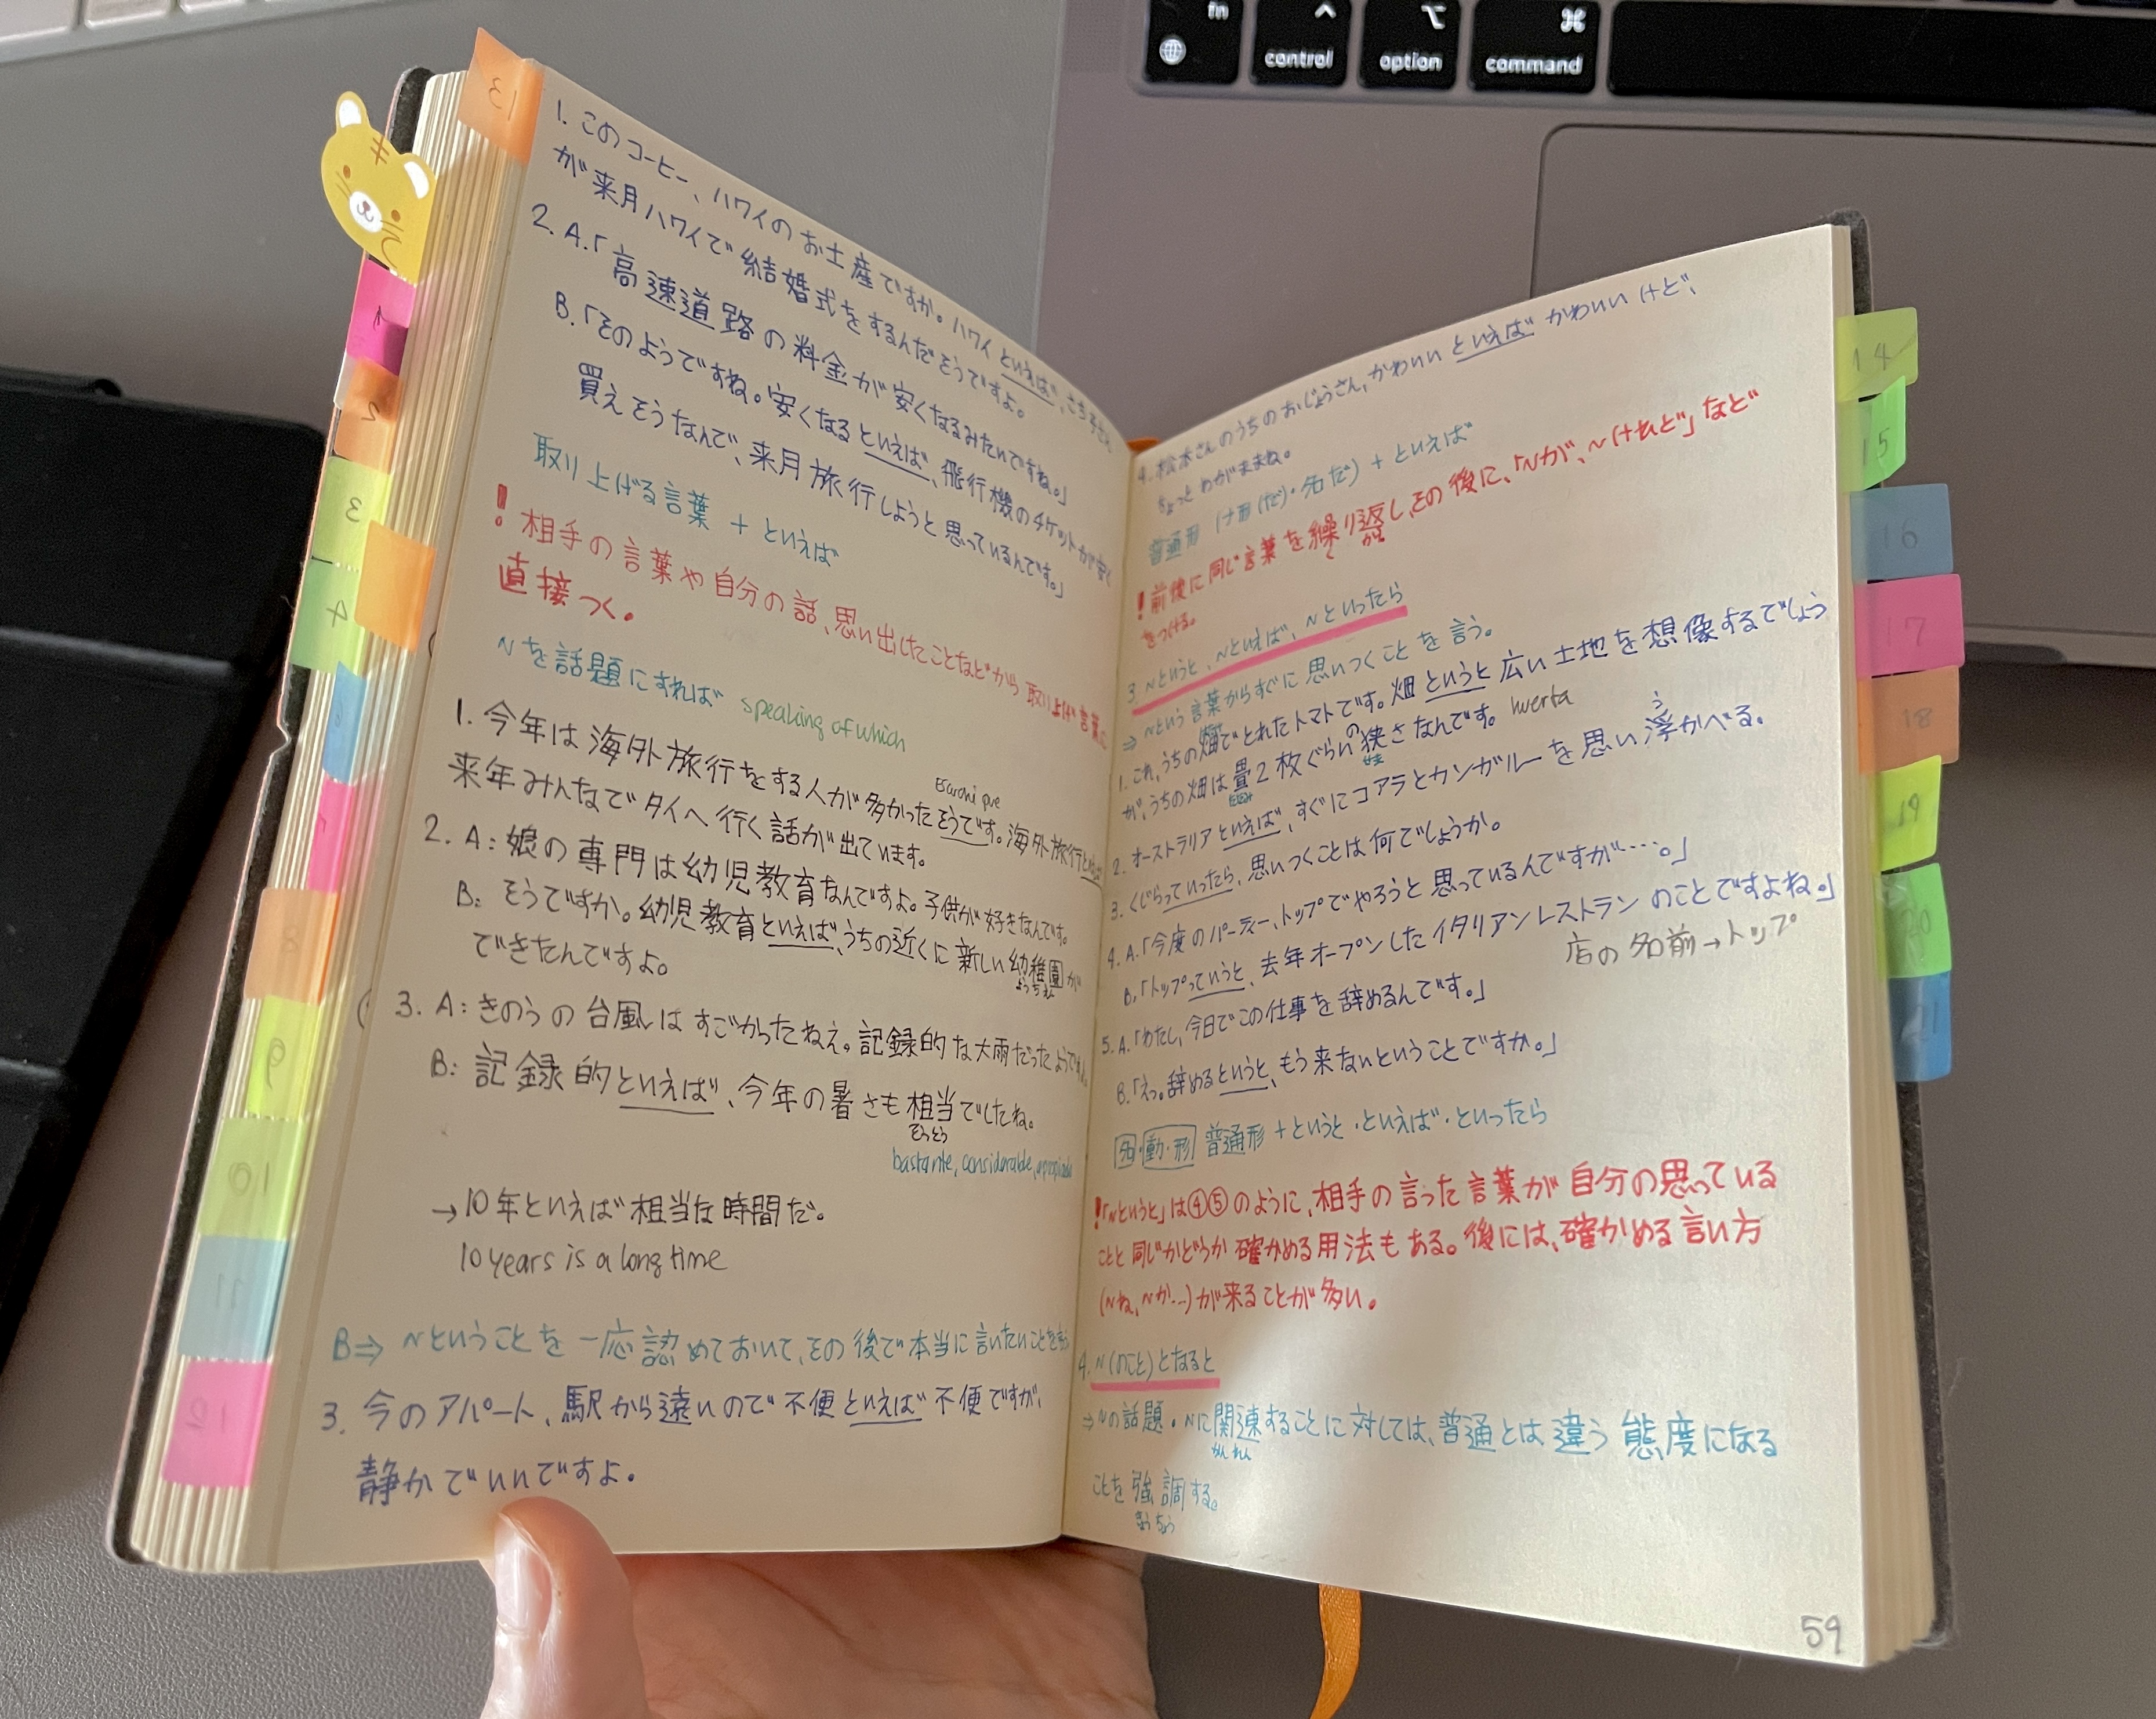 fn
control
option
command
13
1. このコーヒー、ハワイのお土産ですか。ハワイといえば、さち子さん
が来月ハワイで結婚式をするんだそうですよ。
2. A.「高速道路の料金が安くなるみたいですね。」
B.「そのようですね。安くなるといえば、飛行機のチケットが安く
買えそうなんで、来月旅行しようと思っているんです。」
取り上げる言葉 + といえば
! 相手の言葉や自分の話、思い出したことなどから取り上げ言葉に
直接つく。
〜を話題にすれば speaking of which
1. 今年は海外旅行をする人が多かったそうです。海外旅行
来年みんなでタイへ行く話が出ています。
2. A: 娘の専門は幼児教育なんですよ。子供が好きなんです。
B: そうですか。幼児教育といえば、うちの近くに新しい幼稚園が
ようちえん
できたんですよ。
3. A: きのうの台風はすごかったねえ。記録的な大雨だったようです
B: 記録的といえば、今年の暑さも相当でしたね。
そうとう
bastante, considerable,
→10年といえば相当な時間だ。
10 years is a long time
B⇒ 〜ということを一応認めておいて、その後で本当に言いたいことを言う
3. 今のアパート、駅から遠いので不便といえば不便ですが、
静かでいいですよ。
4. 松本さんのうちのおじょうさん、かわいいといえばかわいいけど、
ちょっとわがままね。
普通形 (ナ形(だ)・名だ) + といえば
! 前後に同じ言葉を繰り返し、その後に、「〜が、〜けれど」など
く かえ
をつける。
3. 〜というと、〜といえば、〜といったら
⇒ 〜という言葉からすぐに思いつくことを言う。
1. これ、うちの畑でとれたトマトです。畑というと広い土地を想像するでしょう
が、うちの畑は畳2枚ぐらいの狭さなんです。 huerta
たたみ
せま
2. オーストラリアといえば、すぐにコアラとカンガルーを思い浮かべる。
う
3. くじらっていったら、思いつくことは何でしょうか。
4. A.「今度のパーティー、トップでやろうと思っているんですが……。」
B.「トップっていうと、去年オープンしたイタリアンレストランのことですよね。」
店の名前→トップ
5. A.「わたし、今日でこの仕事を辞めるんです。」
B.「えっ。辞めるというと、もう来ないということですか。」
名・動・形 普通形 + というと・といえば・といったら
!「〜というと」は④⑤のように、相手の言った言葉が自分の思っている
ことと同じかどうか確かめる用法もある。後には、確かめる言い方
(〜ね、〜か…)が来ることが多い。
4. 〜(のこと)となると
⇒ 〜の話題・〜に関連することに対しては、普通とは違う態度になる
かんれん
ことを強調する。
きょうちょう
59
1
2
3
4
8
9
10
11
12
14
15
16
17
18
19
20
21